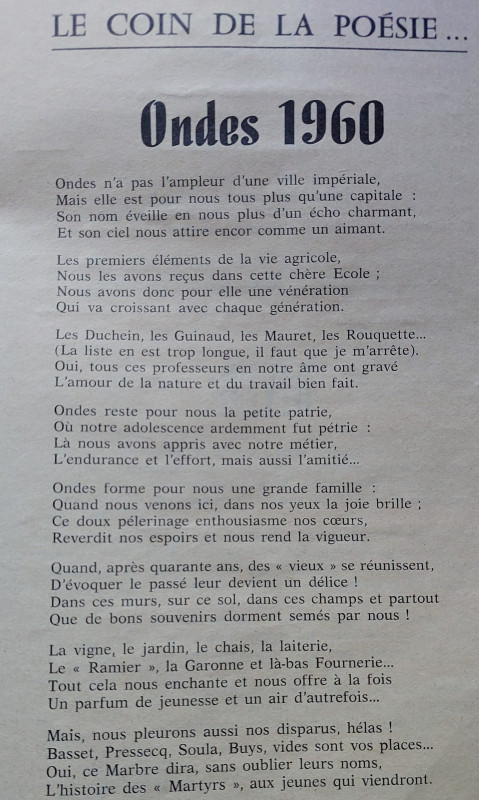 LE COIN DE LA POÉSIE...
Ondes 1960
Ondes n'a pas l'ampleur d'une ville impériale,
Mais elle est pour nous tous plus qu'une capitale :
Son nom éveille en nous plus d'un écho charmant,
Et son ciel nous attire encor comme un aimant.
Les premiers éléments de la vie agricole,
Nous les avons reçus dans cette chère Ecole ;
Nous avons donc pour elle une vénération
Qui va croissant avec chaque génération.
Les Duchein, les Guinaud, les Mauret, les Rouquette...
(La liste en est trop longue, il faut que je m'arrête).
Oui, tous ces professeurs en notre âme ont gravé
L'amour de la nature et du travail bien fait.
Ondes reste pour nous la petite patrie,
Où notre adolescence ardemment fut pétrie :
Là nous avons appris avec notre métier,
L'endurance et l'effort, mais aussi l'amitié...
Ondes forme pour nous une grande famille :
Quand nous venons ici, dans nos yeux la joie brille ;
Ce doux pélerinage enthousiasme nos cœurs,
Reverdit nos espoirs et nous rend la vigueur.
Quand, après quarante ans, des « vieux » se réunissent,
D'évoquer le passé leur devient un délice !
Dans ces murs, sur ce sol, dans ces champs et partout
Que de bons souvenirs dorment semés par nous !
La vigne, le jardin, le chais, la laiterie,
Le « Ramier », la Garonne et là-bas Fournerie...
Tout cela nous enchante et nous offre à la fois
Un parfum de jeunesse et un air d'autrefois...
Mais, nous pleurons aussi nos disparus, hélas !
Basset, Pressecq, Soula, Buys, vides sont vos places...
Oui, ce Marbre dira, sans oublier leurs noms,
L'histoire des « Martyrs », aux jeunes qui viendront.